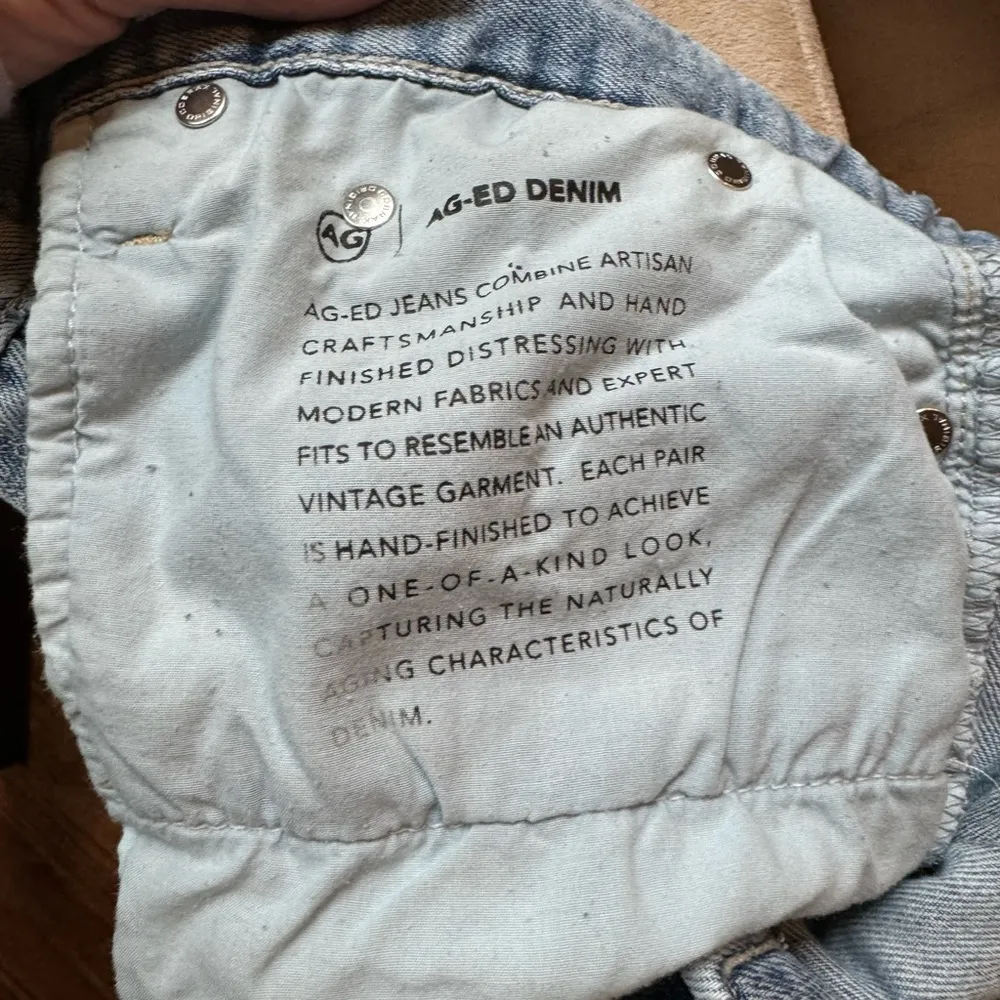 AG
AG-ED DENIM
AG-ED JEANS COMBINE ARTISAN
CRAFTSMANSHIP AND HAND
FINISHED DISTRESSING WITH
MODERN FABRICS AND EXPERT
FITS TO RESEMBLE AN AUTHENTIC
VINTAGE GARMENT. EACH PAIR
IS HAND-FINISHED TO ACHIEVE
A ONE-OF-A-KIND LOOK,
CAPTURING THE NATURALLY
AGING CHARACTERISTICS OF
DENIM.